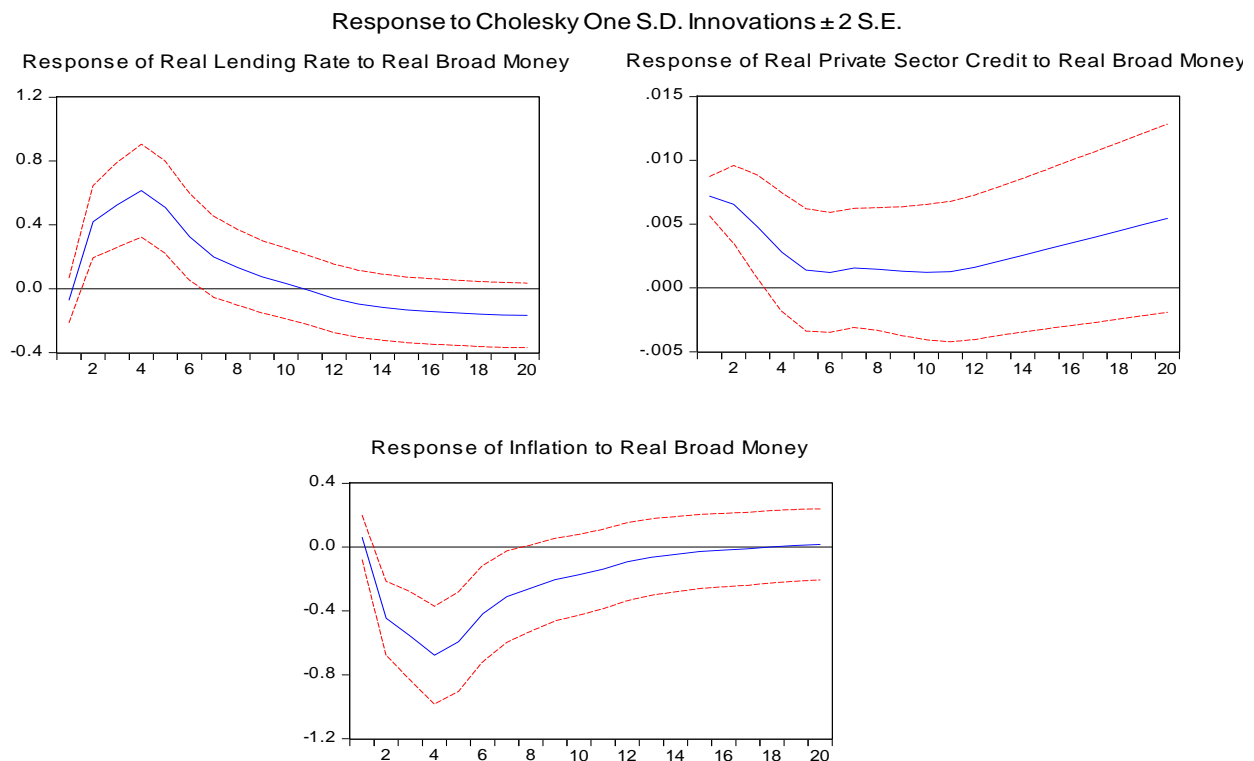 Response to Cholesky One S.D. Innovations ± 2 S.E.
Response of Real Lending Rate to Real Broad Money
1.2
0.8
0.4
0.0
-0.4
2 4 6 8 10 12 14 16 18 20
Response of Real Private Sector Credit to Real Broad Money
.015
.010
.005
.000
-.005
2 4 6 8 10 12 14 16 18 20
Response of Inflation to Real Broad Money
0.4
0.0
-0.4
-0.8
-1.2
2 4 6 8 10 12 14 16 18 20